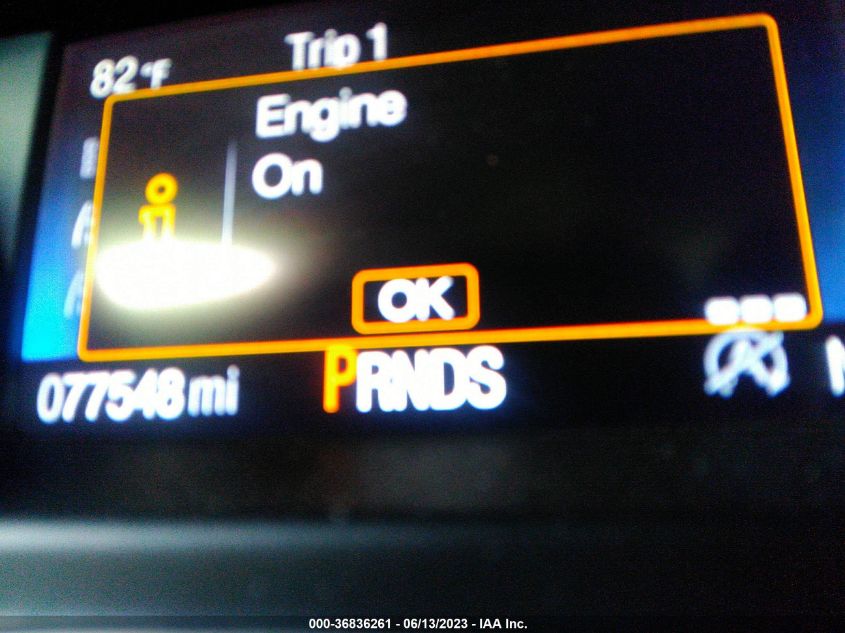 82°F Trip 1
Engine
On
OK
077548 mi PRNDS
000-36836261 - 06/13/2023 - IAA Inc.